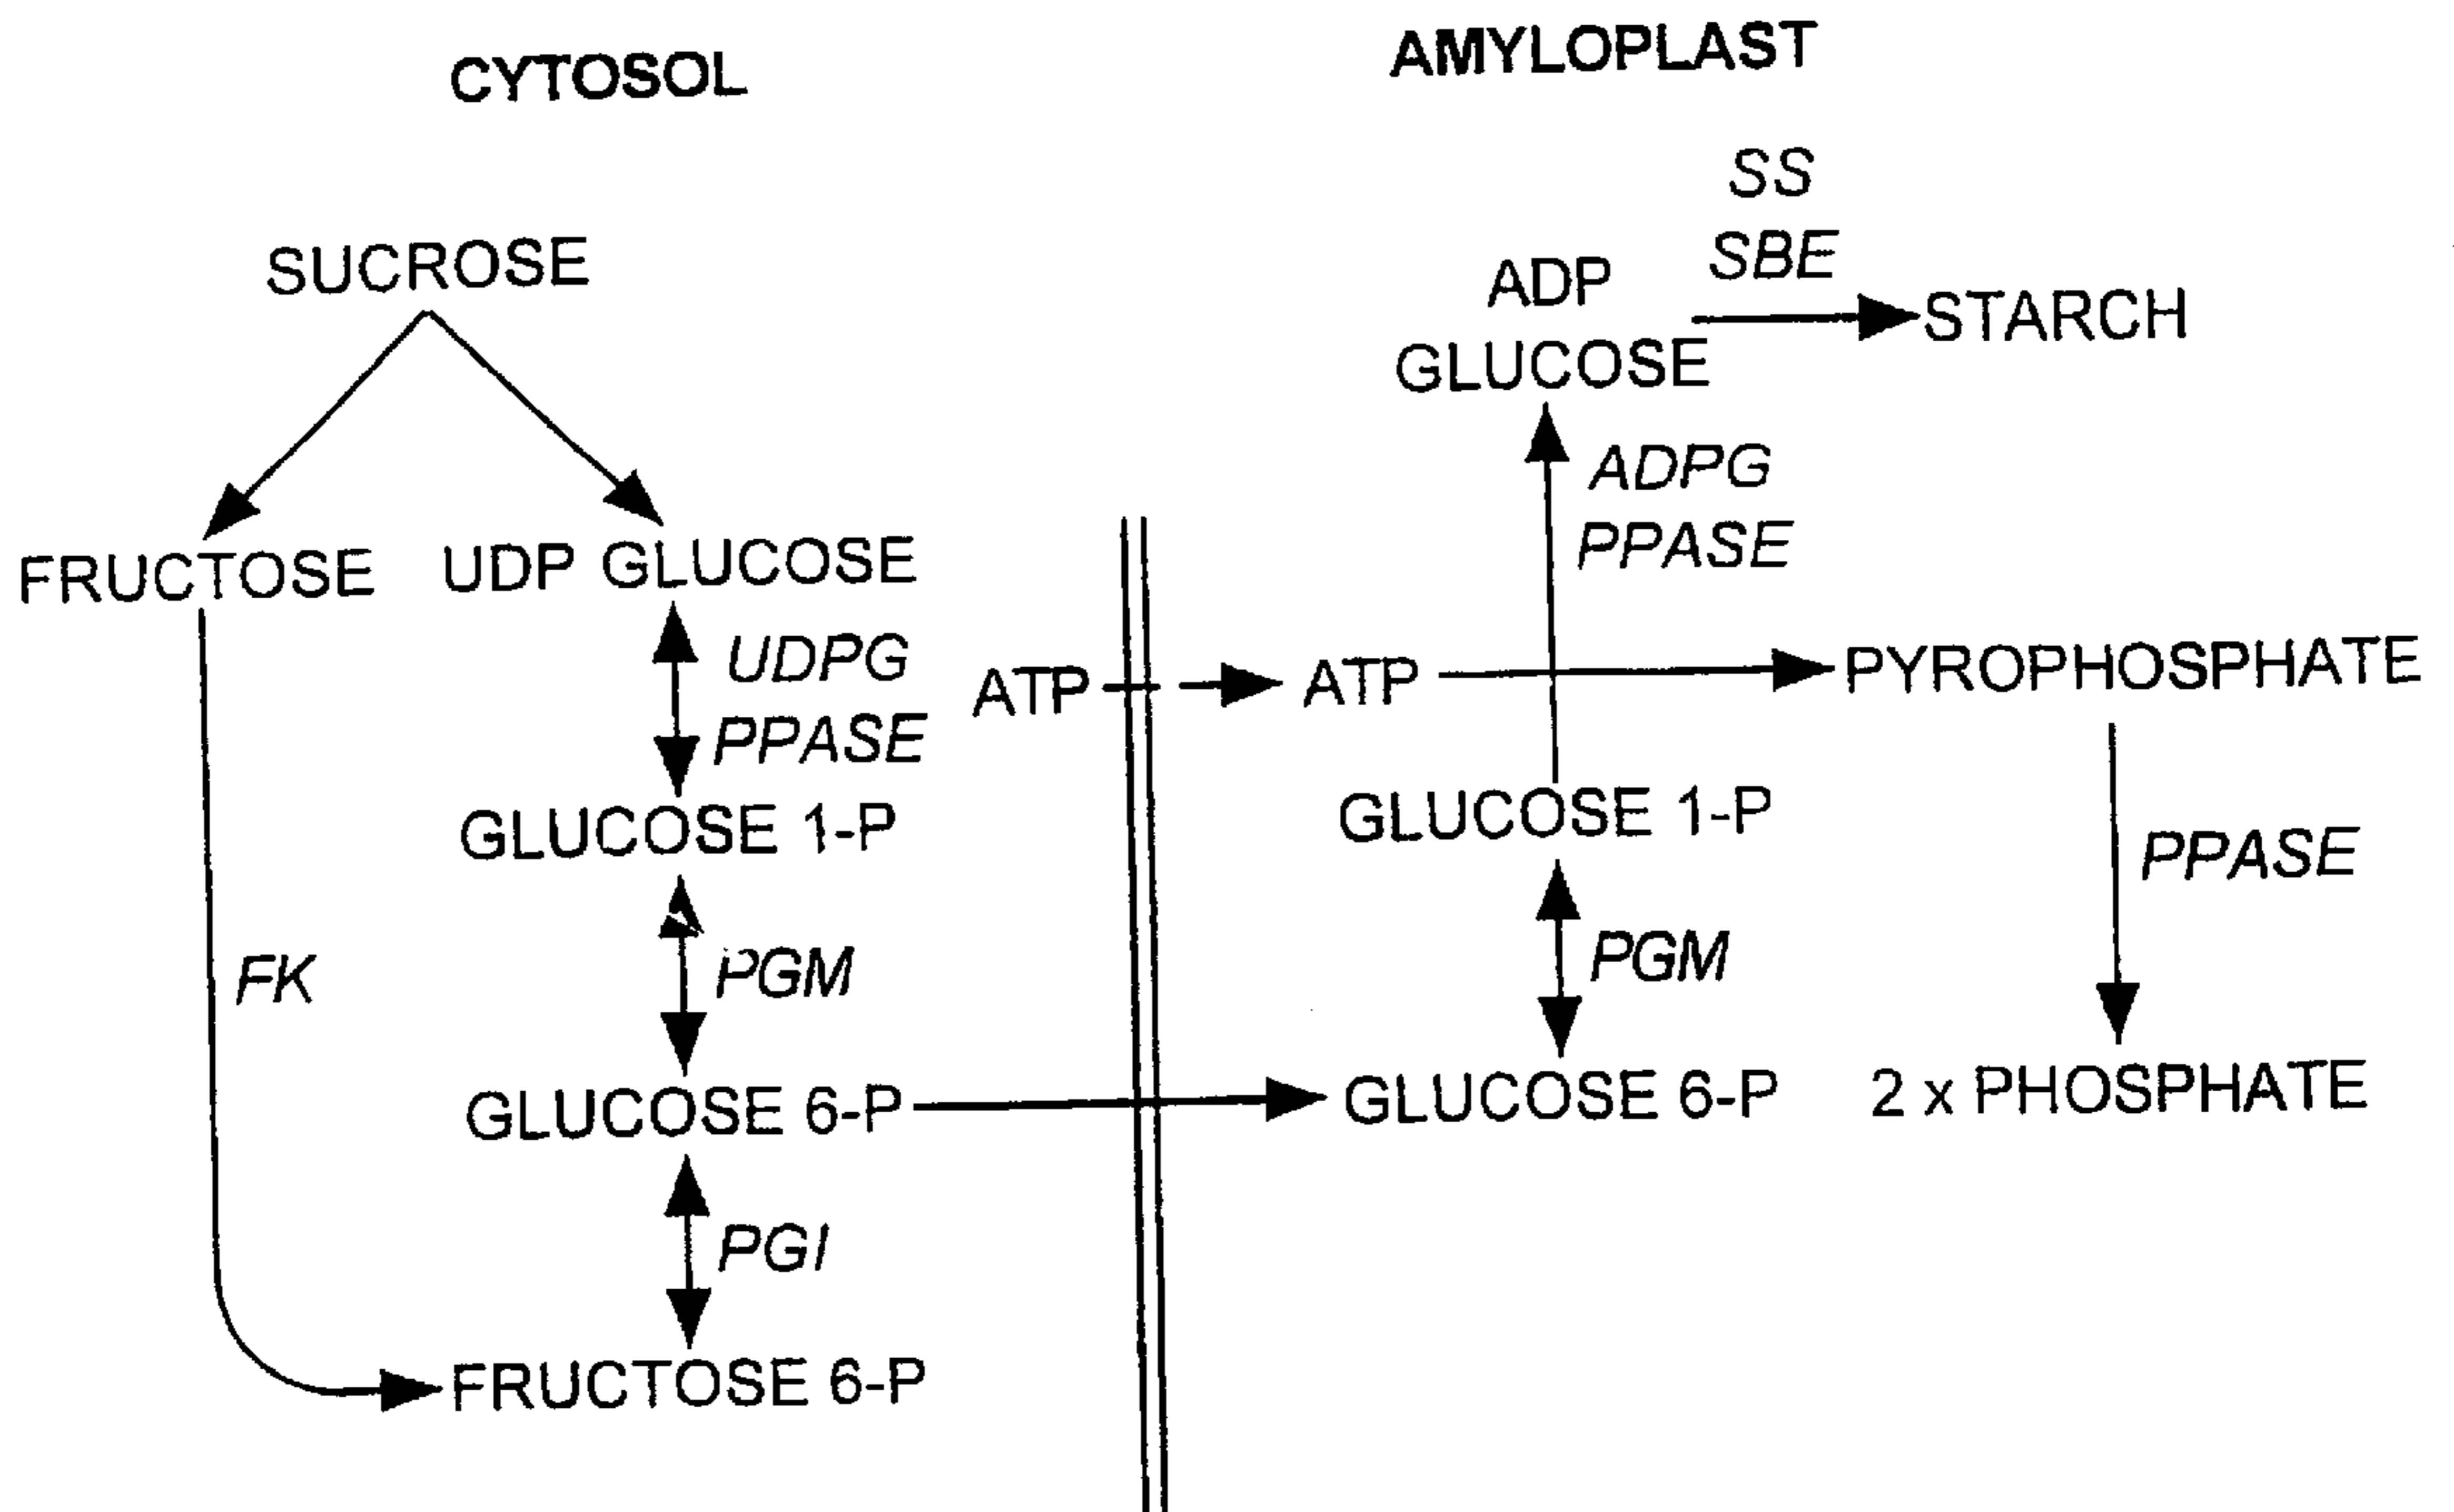 CYTOSOL
AMYLOPLAST
SUCROSE
FRUCTOSE
UDP GLUCOSE
UDPG
PPASE
GLUCOSE 1-P
PGM
FK
GLUCOSE 6-P
PGI
FRUCTOSE 6-P
ATP
ATP
SS
SBE
ADP
GLUCOSE
STARCH
ADPG
PPASE
PYROPHOSPHATE
GLUCOSE 1-P
PPASE
PGM
GLUCOSE 6-P
2 x PHOSPHATE